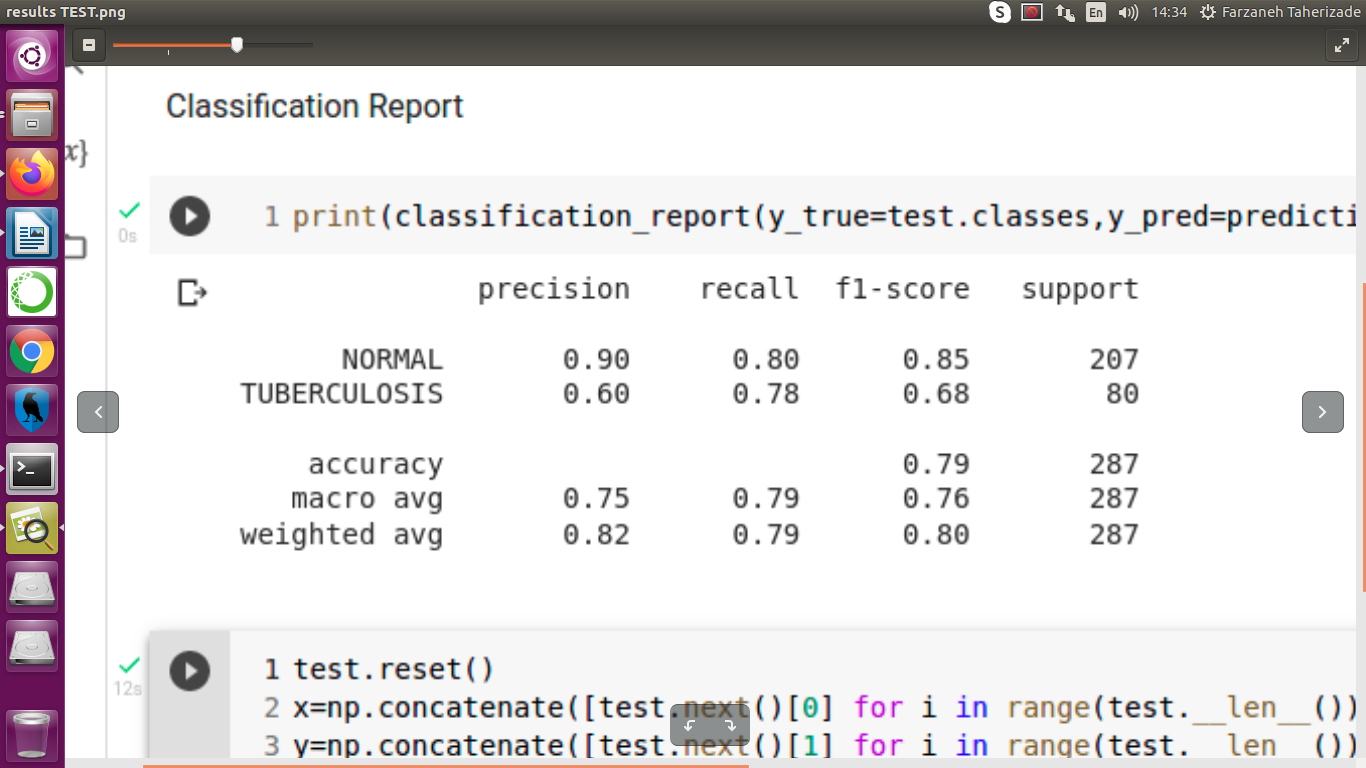 results TEST.png
S
En
14:34
Farzaneh Taherizade
Classification Report
x}
0s
1 print(classification_report(y_true=test.classes,y_pred=predicti
precision recall f1-score support
NORMAL 0.90 0.80 0.85 207
TUBERCULOSIS 0.60 0.78 0.68 80
accuracy 0.79 287
macro avg 0.75 0.79 0.76 287
weighted avg 0.82 0.79 0.80 287
12s
1 test.reset()
2 x=np.concatenate([test.next()[0] for i in range(test.__len__())
3 y=np.concatenate([test.next()[1] for i in range(test.__len__())